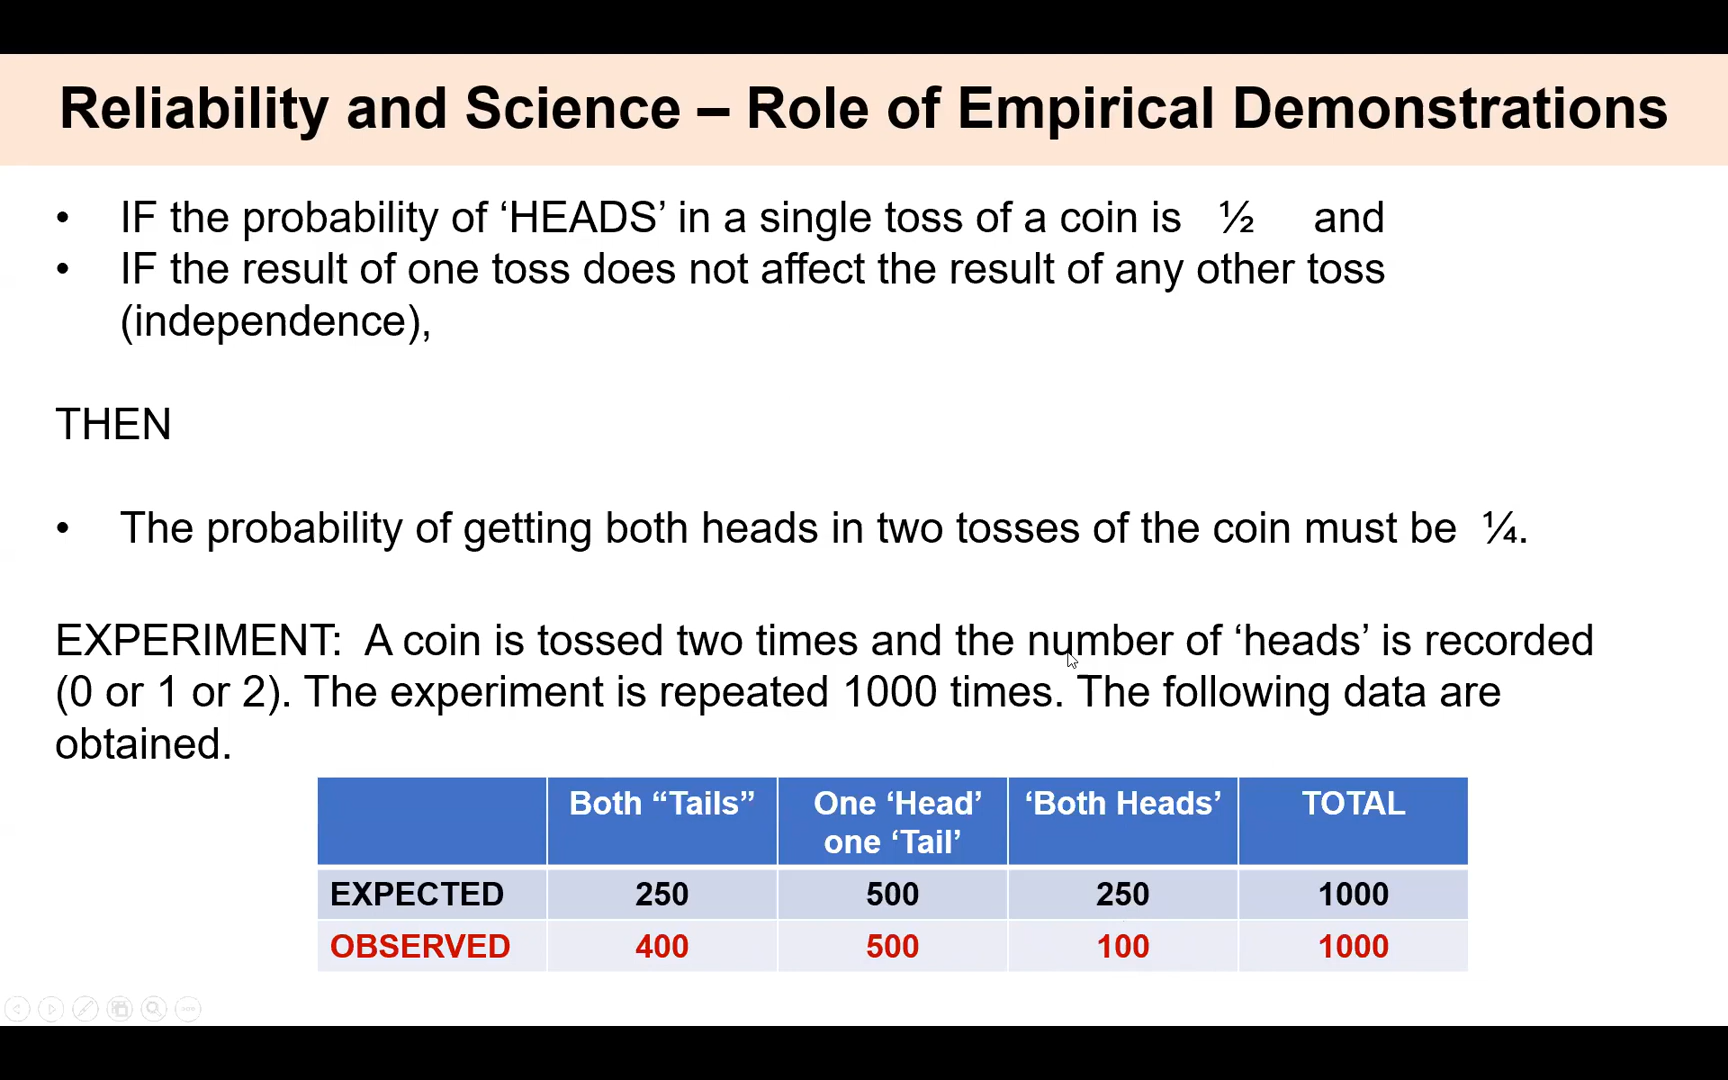 Reliability and Science – Role of Empirical Demonstrations
• IF the probability of ‘HEADS’ in a single toss of a coin is ½ and
• IF the result of one toss does not affect the result of any other toss
(independence),
THEN
• The probability of getting both heads in two tosses of the coin must be ¼.
EXPERIMENT: A coin is tossed two times and the number of ‘heads’ is recorded
(0 or 1 or 2). The experiment is repeated 1000 times. The following data are
obtained.
Both “Tails” One ‘Head’ ‘Both Heads’ TOTAL
one ‘Tail’
EXPECTED 250 500 250 1000
OBSERVED 400 500 100 1000